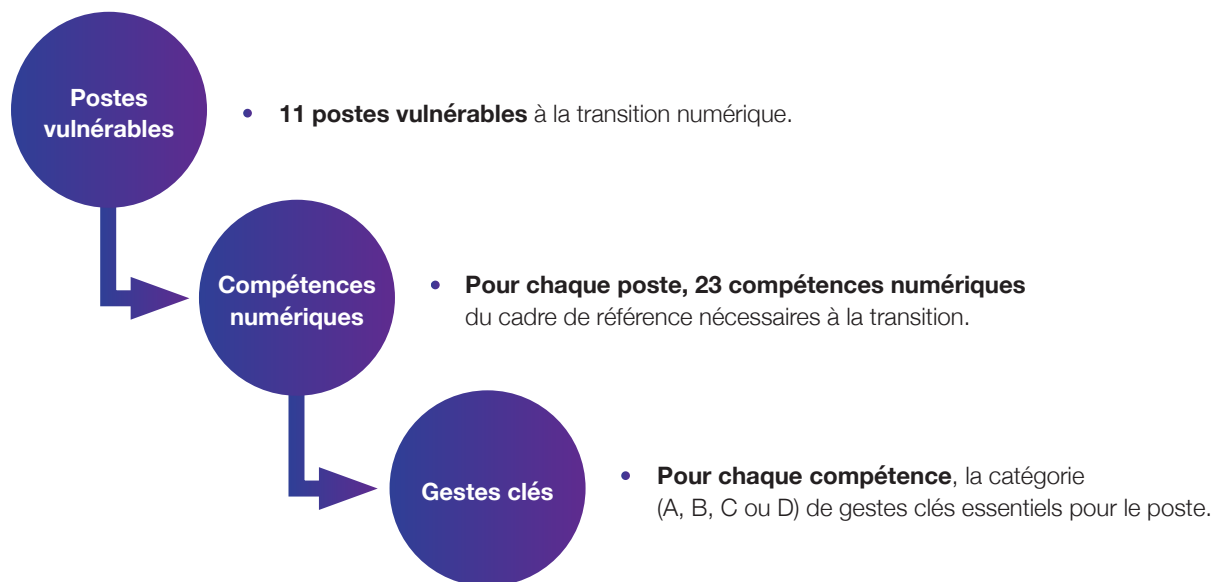 Postes
vulnérables
• 11 postes vulnérables à la transition numérique.
Compétences
numériques
• Pour chaque poste, 23 compétences numériques
du cadre de référence nécessaires à la transition.
Gestes clés
• Pour chaque compétence, la catégorie
(A, B, C ou D) de gestes clés essentiels pour le poste.